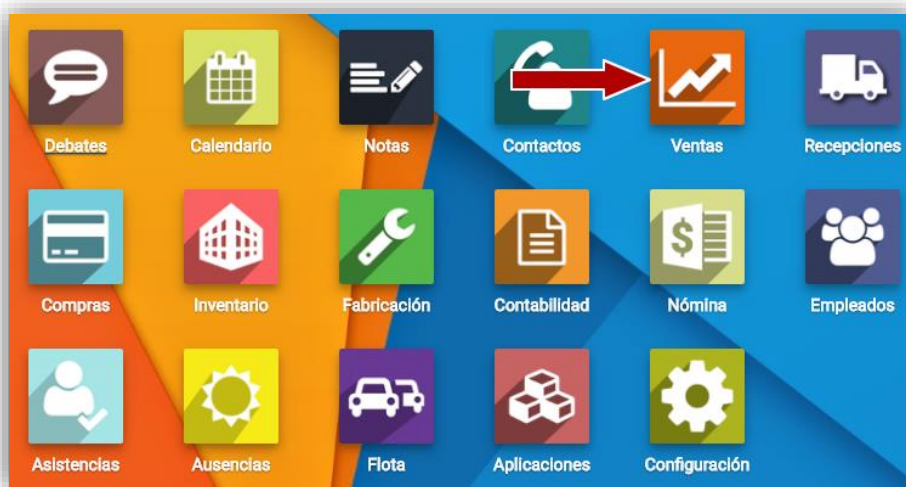 Debates
Calendario
Notas
Contactos
Ventas
Recepciones
Compras
Inventario
Fabricación
Contabilidad
Nómina
Empleados
Asistencias
Ausencias
Flota
Aplicaciones
Configuración